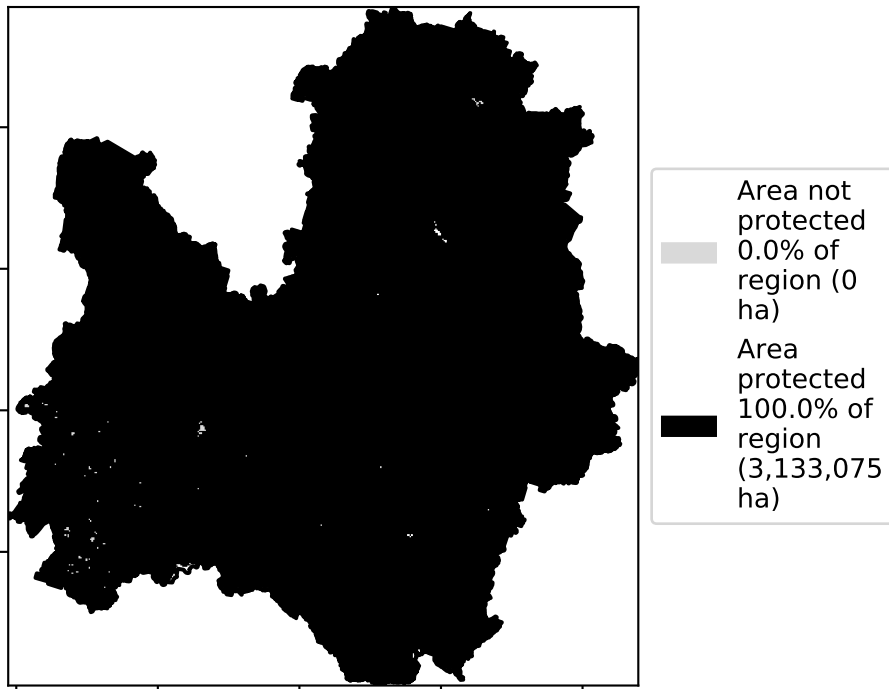 Area not
protected
0.0% of
region (0
ha)
Area
protected
100.0% of
region
(3,133,075
ha)